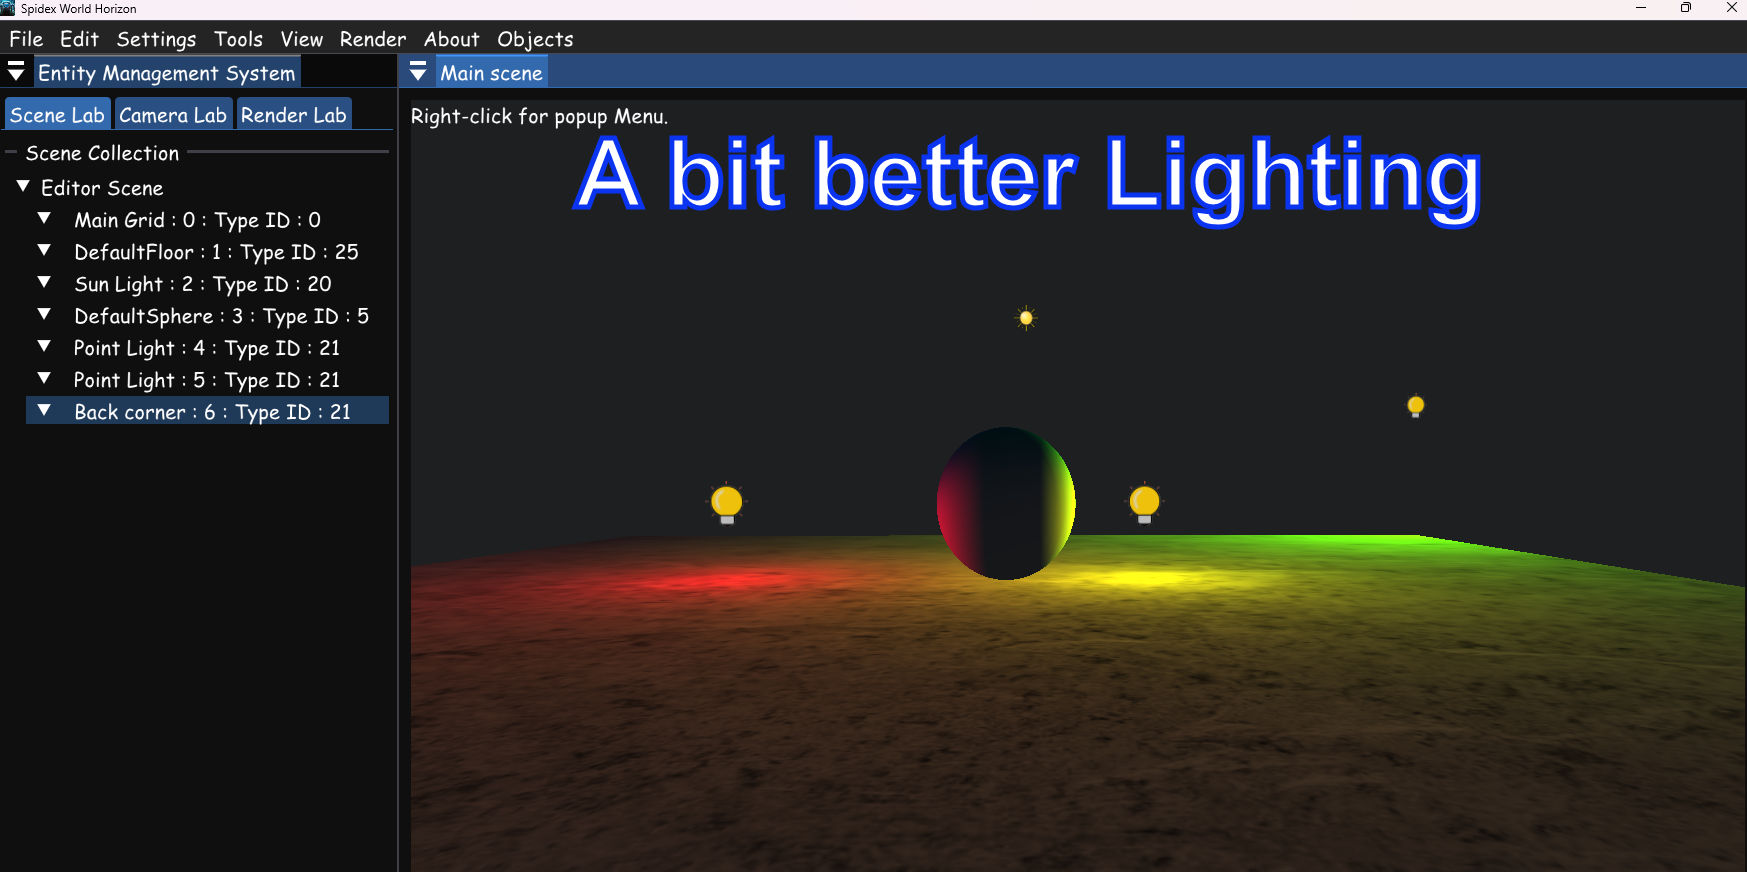 Spidex World Horizon
File Edit Settings Tools View Render About Objects
Entity Management System
Main scene
Scene Lab Camera Lab Render Lab
Scene Collection
Editor Scene
Main Grid : 0 : Type ID : 0
DefaultFloor : 1 : Type ID : 25
Sun Light : 2 : Type ID : 20
DefaultSphere : 3 : Type ID : 5
Point Light : 4 : Type ID : 21
Point Light : 5 : Type ID : 21
Back corner : 6 : Type ID : 21
Right-click for popup Menu.
A bit better Lighting